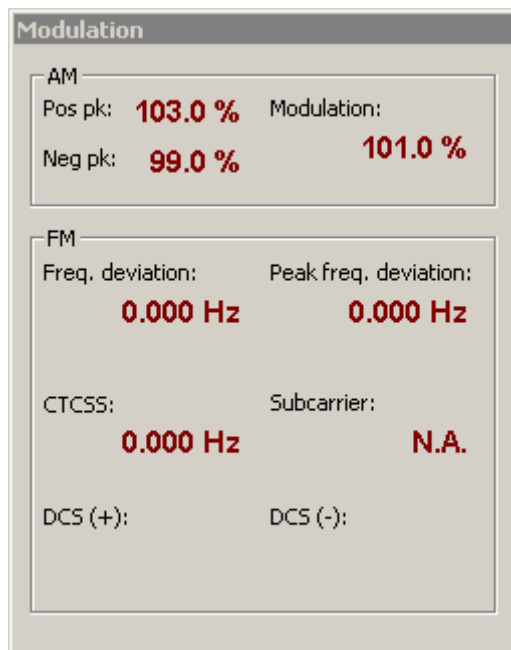 Modulation
AM
Pos pk: 103.0 % Modulation:
101.0 %
Neg pk: 99.0 %
FM
Freq. deviation: Peak freq. deviation:
0.000 Hz 0.000 Hz
CTCSS: Subcarrier:
0.000 Hz N.A.
DCS (+): DCS (-):